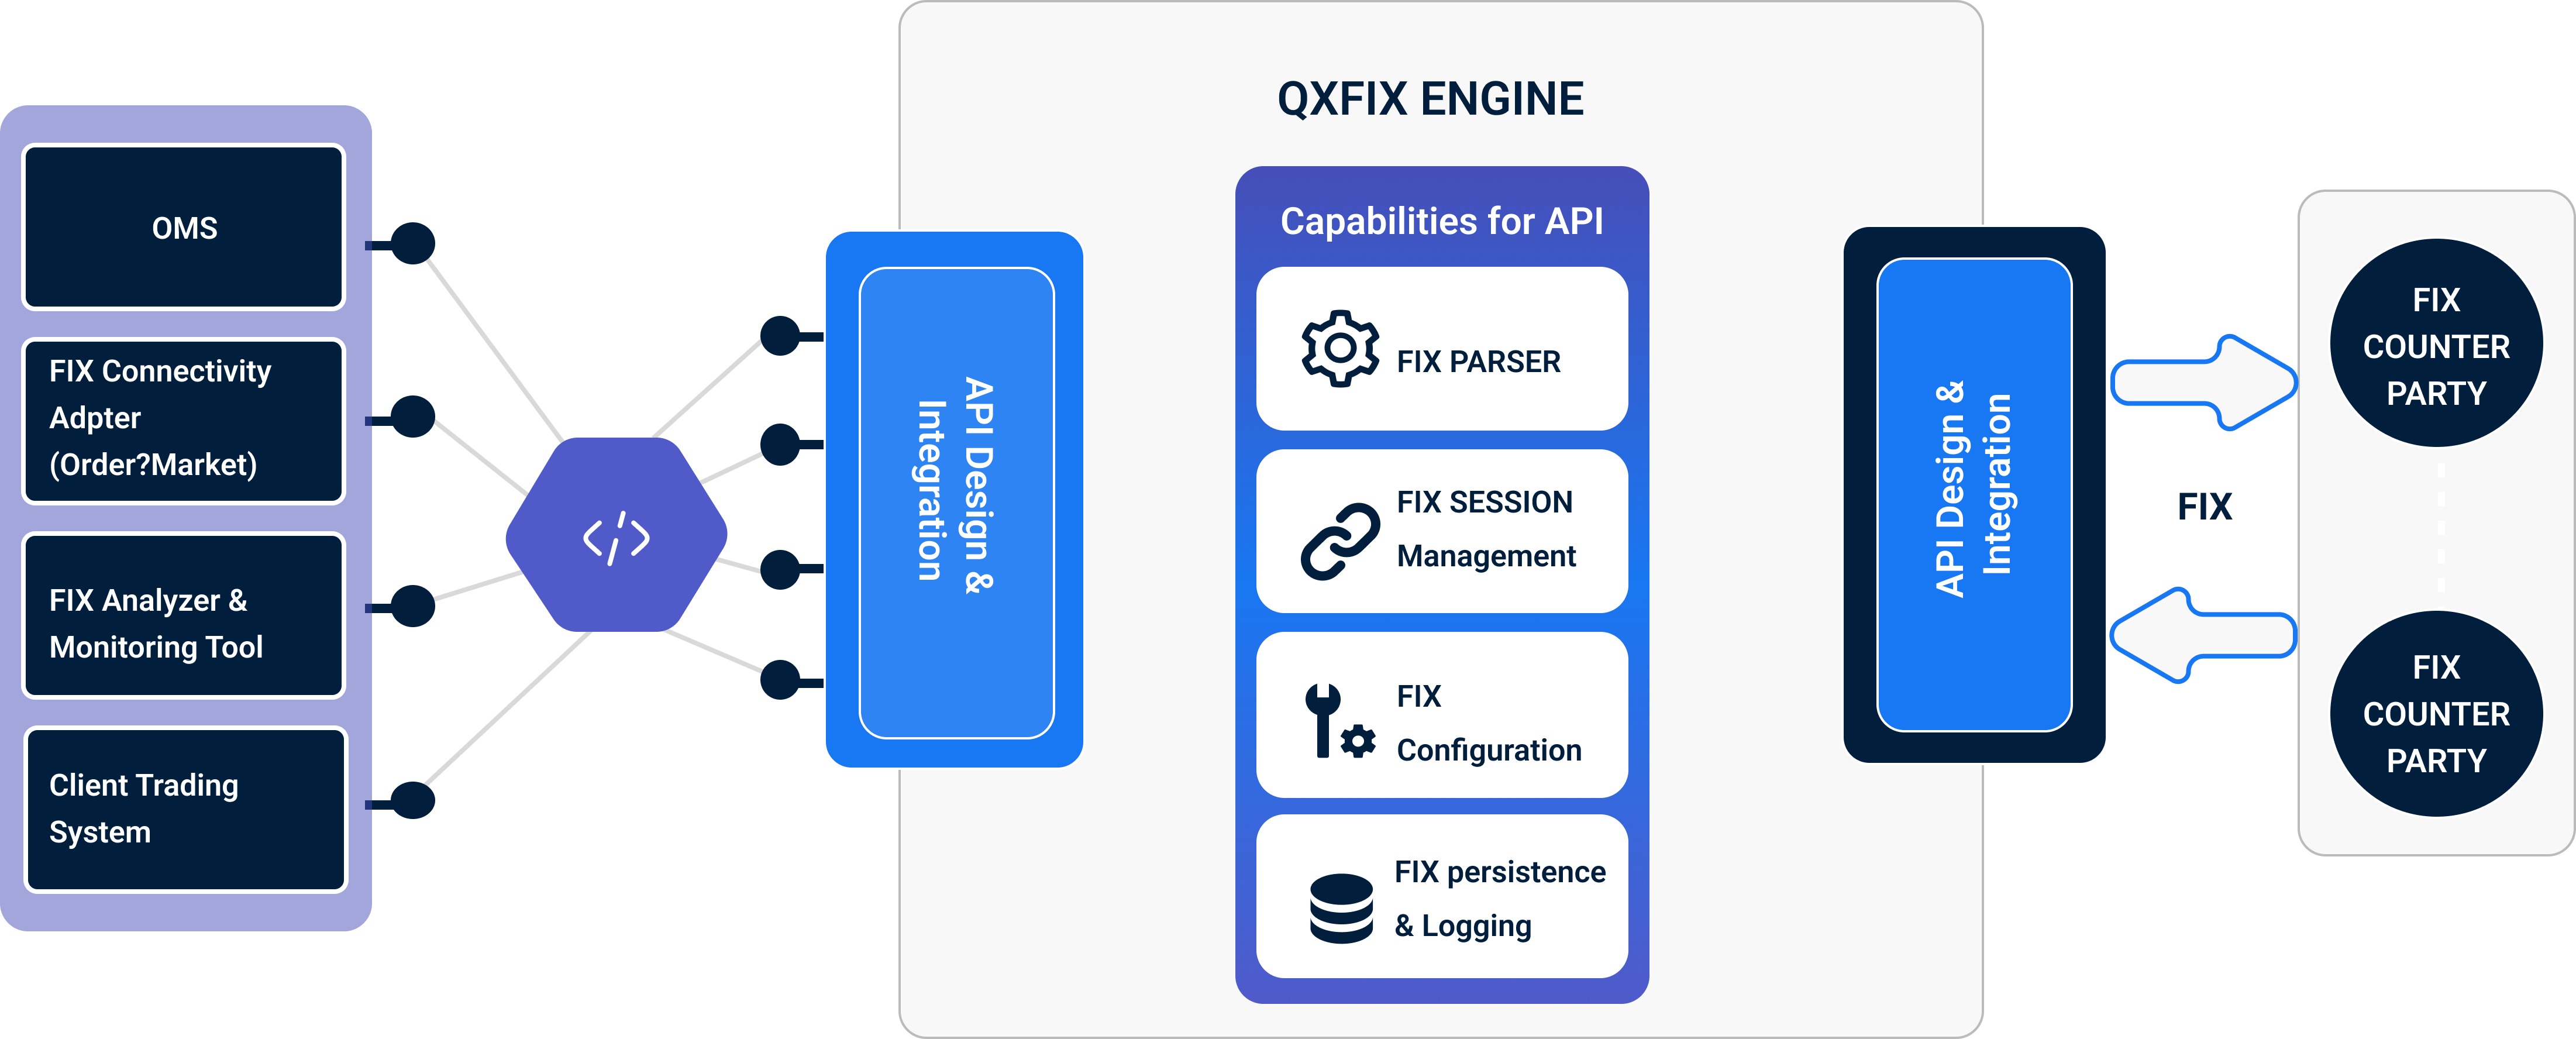 OMS
FIX Connectivity
Adpter
(Order?Market)
FIX Analyzer &
Monitoring Tool
Client Trading
System
</>
API Design &
Integration
QXFIX ENGINE
Capabilities for API
FIX PARSER
FIX SESSION
Management
FIX
Configuration
FIX persistence
& Logging
API Design &
Integration
FIX
FIX
COUNTER
PARTY
FIX
COUNTER
PARTY